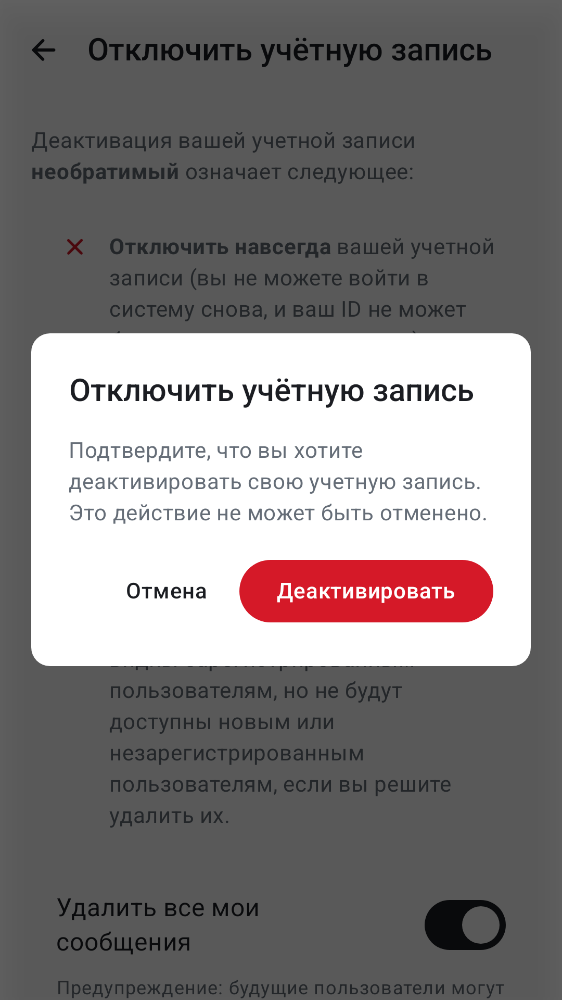 Отключить учётную запись
Деактивация вашей учетной записи
необратимый означает следующее:
Отключить навсегда вашей учетной
записи (вы не можете войти в
систему снова, и ваш ID не может
Отключить учётную запись
Подтвердите, что вы хотите
деактивировать свою учетную запись.
Это действие не может быть отменено.
Отмена
Деактивировать
пользователям, но не будут
доступны новым или
незарегистрированным
пользователям, если вы решите
удалить их.
Удалить все мои
сообщения
Предупреждение: будущие пользователи могут